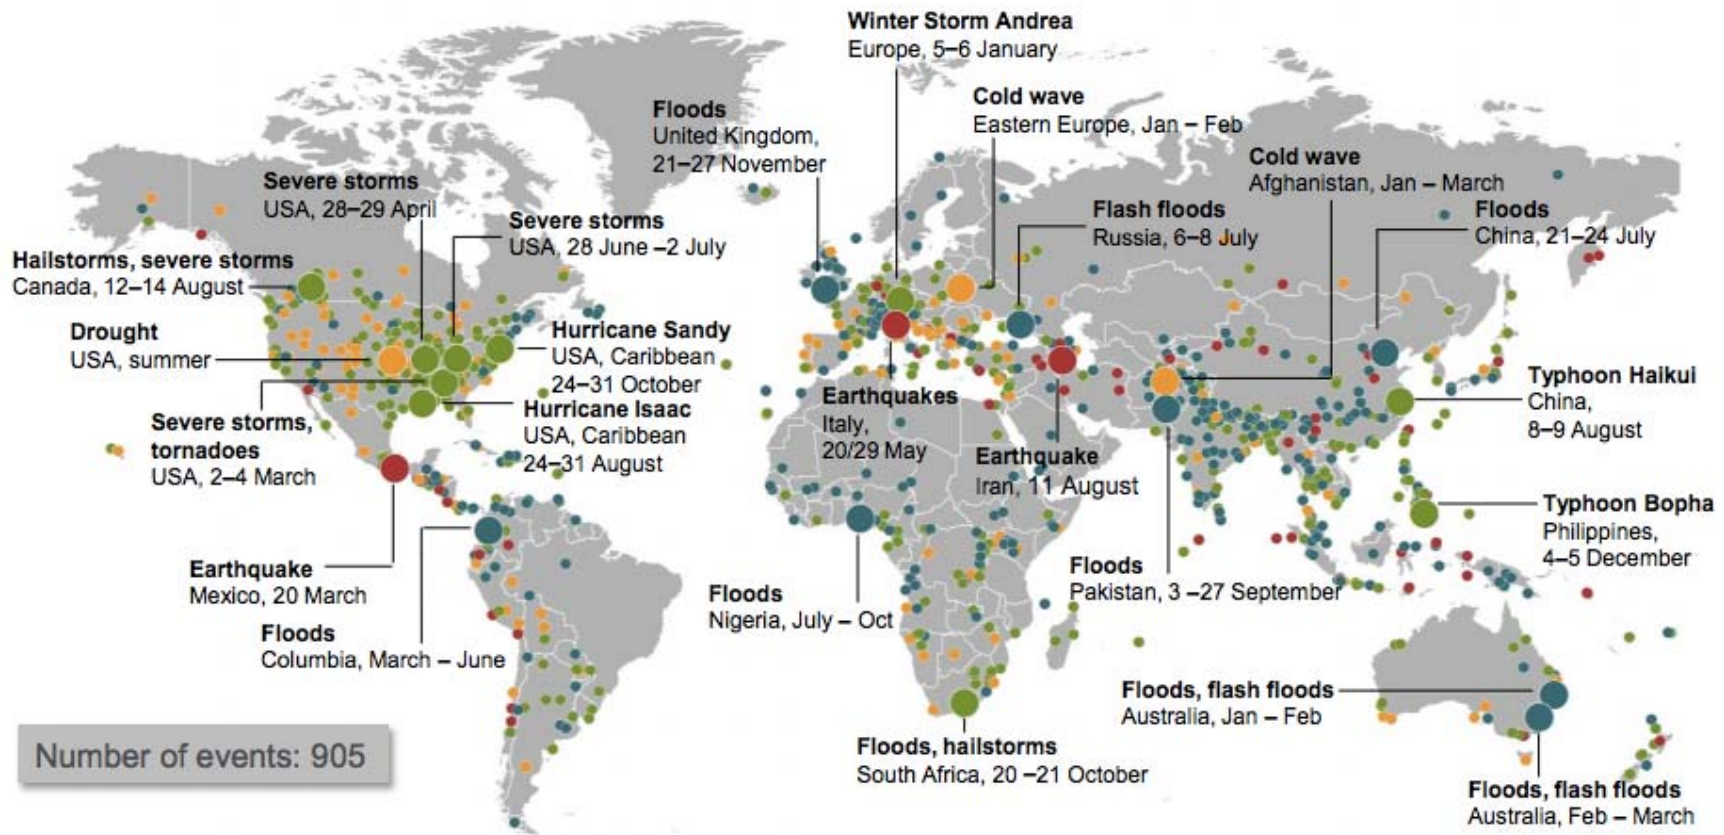 Winter Storm Andrea
Europe, 5–6 January
Cold wave
Eastern Europe, Jan – Feb
Floods
United Kingdom,
21–27 November
Cold wave
Afghanistan, Jan – March
Severe storms
USA, 28–29 April
Severe storms
USA, 28 June –2 July
Flash floods
Russia, 6–8 July
Floods
China, 21–24 July
Hailstorms, severe storms
Canada, 12–14 August
Drought
USA, summer
Hurricane Sandy
USA, Caribbean
24–31 October
Hurricane Isaac
USA, Caribbean
24–31 August
Severe storms,
tornadoes
USA, 2–4 March
Earthquakes
Italy,
20/29 May
Earthquake
Iran, 11 August
Typhoon Haikui
China,
8–9 August
Typhoon Bopha
Philippines,
4–5 December
Earthquake
Mexico, 20 March
Floods
Columbia, March – June
Floods
Nigeria, July – Oct
Floods
Pakistan, 3 –27 September
Floods, flash floods
Australia, Jan – Feb
Floods, hailstorms
South Africa, 20 –21 October
Floods, flash floods
Australia, Feb – March
Number of events: 905